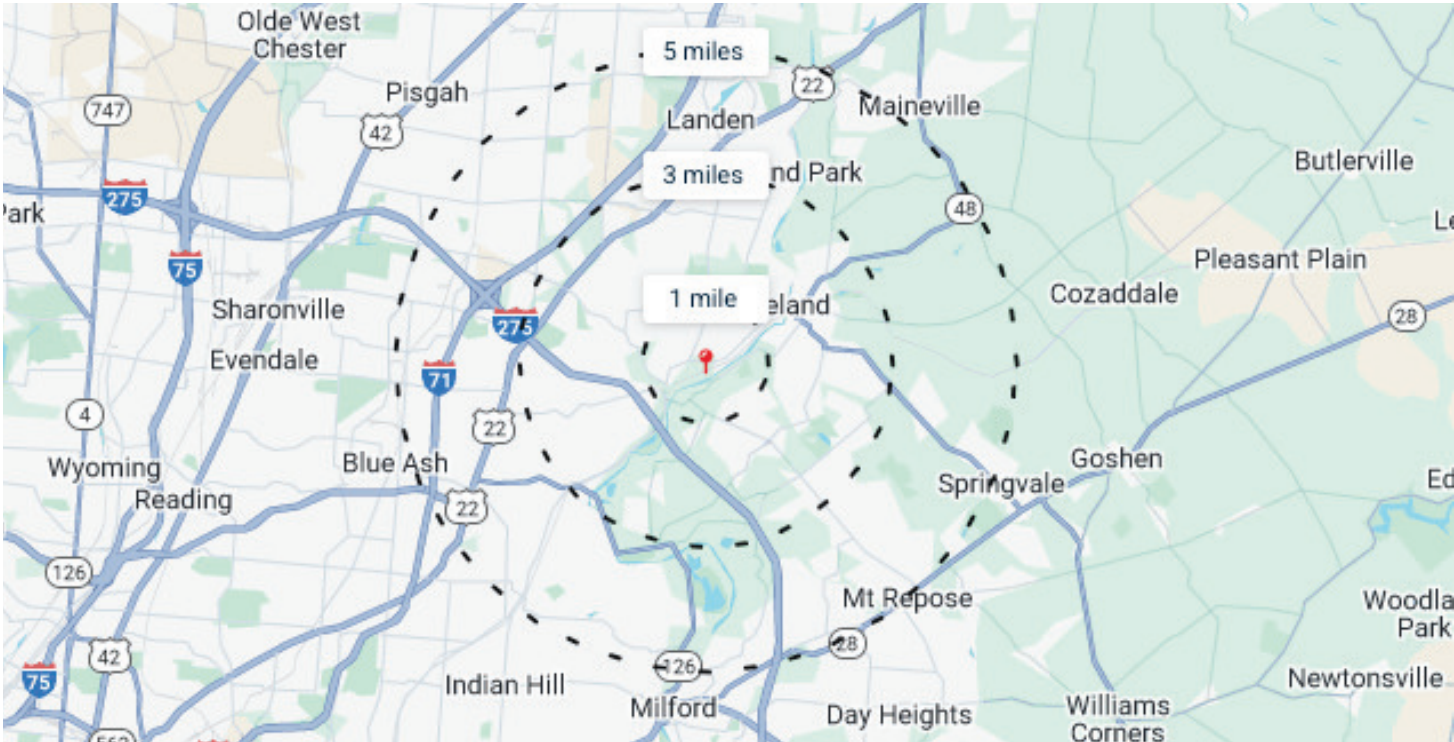 Olde West
Chester
5 miles
22
Pisgah
747
Maineville
42
Landen
Butlerville
3 miles
nd Park
275
Park
48
Le
Pleasant Plain
75
Cozaddale
1 mile
eland
Sharonville
28
275
Evendale
71
4
22
Goshen
Blue Ash
Wyoming
Springvale
Ed
Reading
22
126
Mt Repose
Woodla
Park
28
42
126
75
Indian Hill
Newtonsville
Milford
Day Heights
Williams
Corners